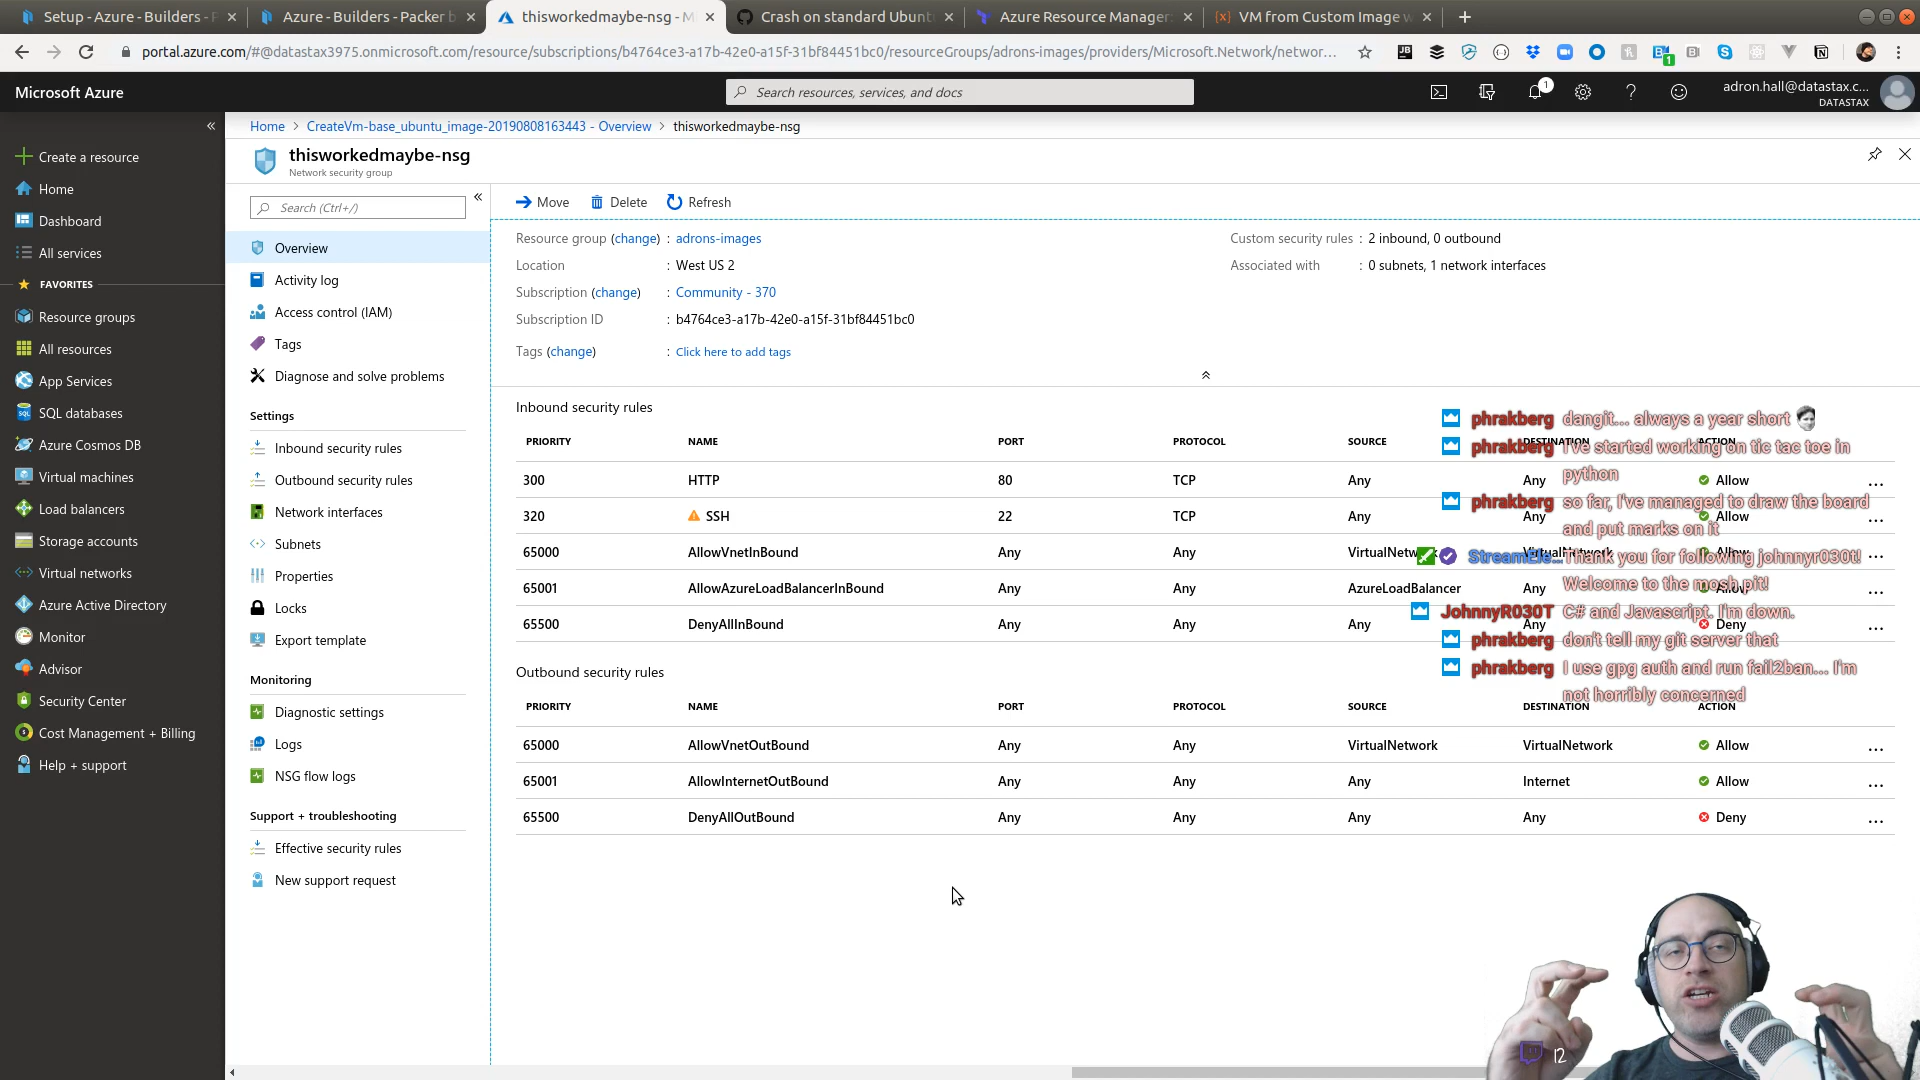 Setup - Azure - Builders - P
Azure - Builders - Packer b
thisworkedmaybe-nsg - M
Crash on standard Ubunt
Azure Resource Manager:
VM from Custom Image w
portal.azure.com/#@datastax3975.onmicrosoft.com/resource/subscriptions/b4764ce3-a17b-42e0-a15f-31bf84451bc0/resourceGroups/adrons-images/providers/Microsoft.Network/networ...
Microsoft Azure
Search resources, services, and docs
1
adron.hall@datastax.c...
DATASTAX
Home > CreateVm-base_ubuntu_image-20190808163443 - Overview > thisworkedmaybe-nsg
thisworkedmaybe-nsg
Network security group
Create a resource
Home
Dashboard
All services
FAVORITES
Resource groups
All resources
App Services
SQL databases
Azure Cosmos DB
Virtual machines
Load balancers
Storage accounts
Virtual networks
Azure Active Directory
Monitor
Advisor
Security Center
Cost Management + Billing
Help + support
Search (Ctrl+/)
Overview
Activity log
Access control (IAM)
Tags
Diagnose and solve problems
Settings
Inbound security rules
Outbound security rules
Network interfaces
Subnets
Properties
Locks
Export template
Monitoring
Diagnostic settings
Logs
NSG flow logs
Support + troubleshooting
Effective security rules
New support request
Move Delete Refresh
Resource group (change) : adrons-images
Location : West US 2
Subscription (change) : Community - 370
Subscription ID : b4764ce3-a17b-42e0-a15f-31bf84451bc0
Tags (change) : Click here to add tags
Custom security rules : 2 inbound, 0 outbound
Associated with : 0 subnets, 1 network interfaces
Inbound security rules
PRIORITY NAME PORT PROTOCOL SOURCE DESTINATION ACTION
300 HTTP 80 TCP Any Any Allow ...
320 SSH 22 TCP Any Any Allow ...
65000 AllowVnetInBound Any Any VirtualNetwork VirtualNetwork Allow ...
65001 AllowAzureLoadBalancerInBound Any Any AzureLoadBalancer Any Allow ...
65500 DenyAllInBound Any Any Any Any Deny ...
Outbound security rules
PRIORITY NAME PORT PROTOCOL SOURCE DESTINATION ACTION
65000 AllowVnetOutBound Any Any VirtualNetwork VirtualNetwork Allow ...
65001 AllowInternetOutBound Any Any Any Internet Allow ...
65500 DenyAllOutBound Any Any Any Any Deny ...
phrakberg dangit... always a year short
phrakberg I've started working on tic tac toe in
python
phrakberg so far, I've managed to draw the board
and put marks on it
StreamEle... Thank you for following johnnyr030t!
Welcome to the mosh pit!
JohnnyR030T C# and Javascript. I'm down.
phrakberg don't tell my git server that
phrakberg I use gpg auth and run fail2ban... I'm
not horribly concerned
12